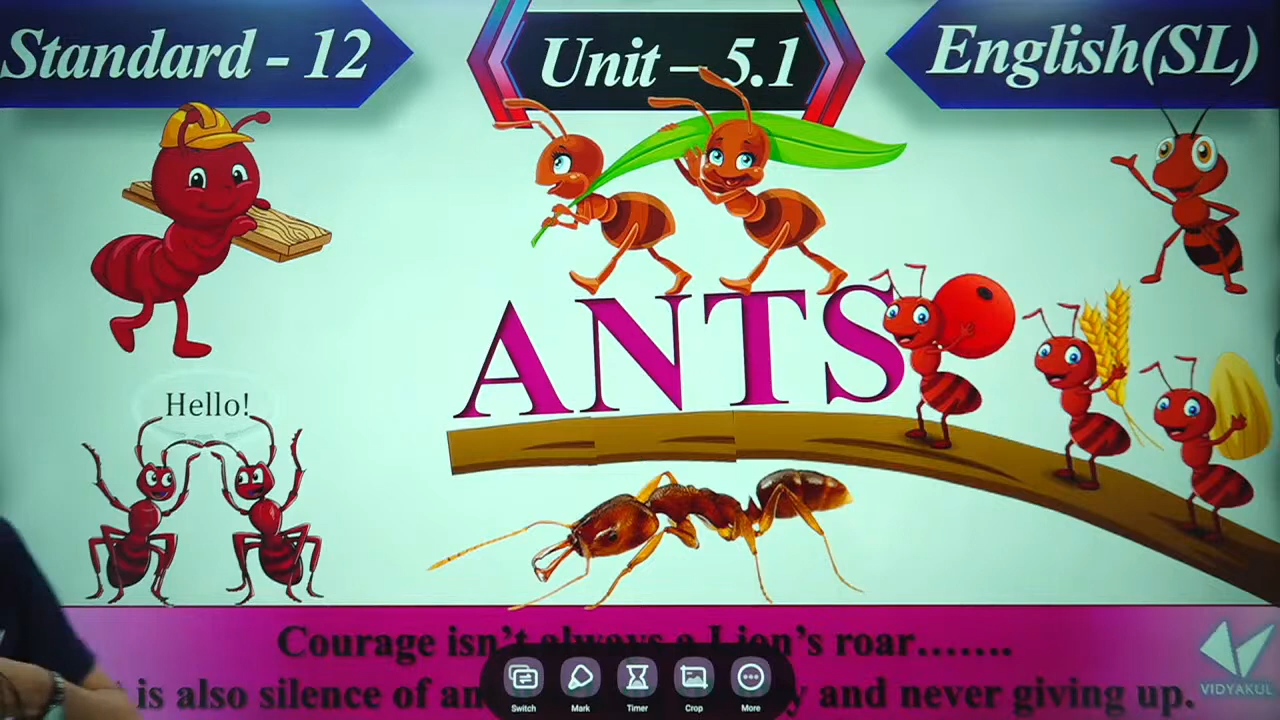 Standard - 12
Unit – 5.1
English(SL)
ANTS
Hello!
Courage isn't always a Lion's roar.......
is also silence of an y and never giving up.
Switch Mark Timer Crop More
VIDYAKUL